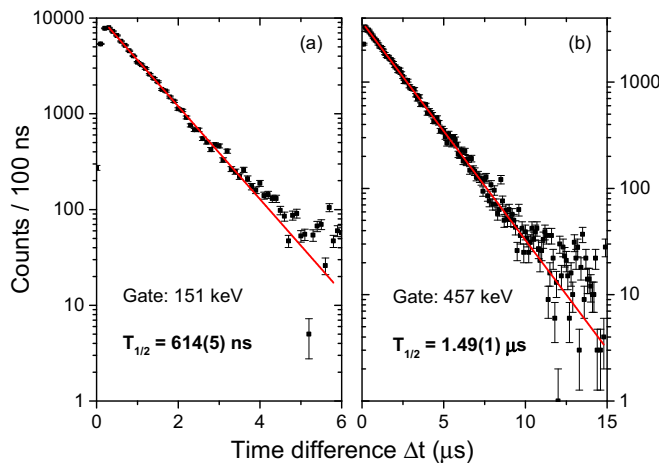 (a)
(b)
10000
1000
100
10
1
1000
100
10
1
Counts / 100 ns
Gate: 151 keV
T1/2 = 614(5) ns
Gate: 457 keV
T1/2 = 1.49(1) μs
0 2 4 6
0 5 10 15
Time difference Δt (μs)